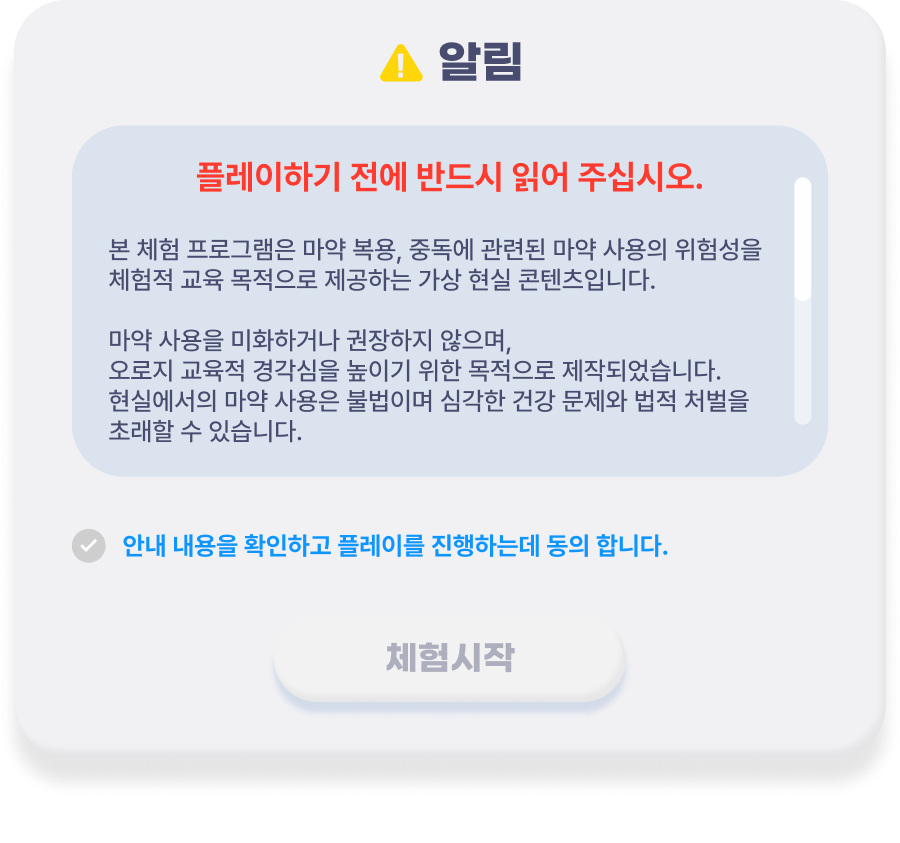 알림
플레이하기 전에 반드시 읽어 주십시오.
본 체험 프로그램은 마약 복용, 중독에 관련된 마약 사용의 위험성을
체험적 교육 목적으로 제공하는 가상 현실 콘텐츠입니다.
마약 사용을 미화하거나 권장하지 않으며,
오로지 교육적 경각심을 높이기 위한 목적으로 제작되었습니다.
현실에서의 마약 사용은 불법이며 심각한 건강 문제와 법적 처벌을
초래할 수 있습니다.
안내 내용을 확인하고 플레이를 진행하는데 동의 합니다.
체험시작